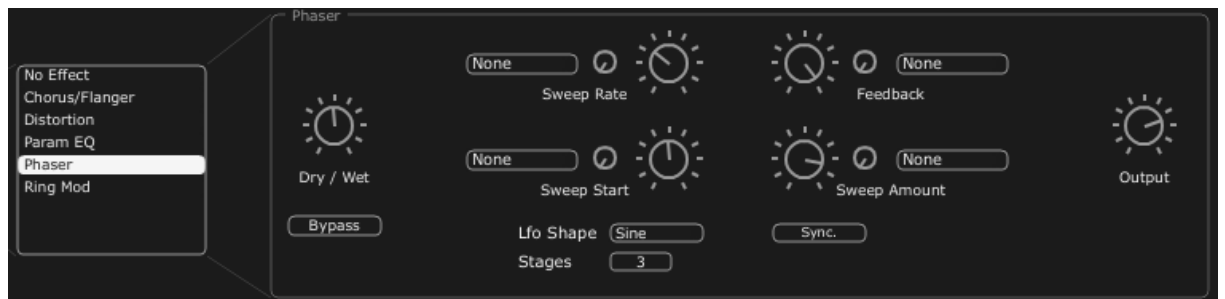 Phaser
No Effect
Chorus/Flanger
Distortion
Param EQ
Phaser
Ring Mod
Dry / Wet
Bypass
None
Sweep Rate
None
Feedback
None
Sweep Start
None
Sweep Amount
Lfo Shape Sine
Sync.
Stages 3
Output